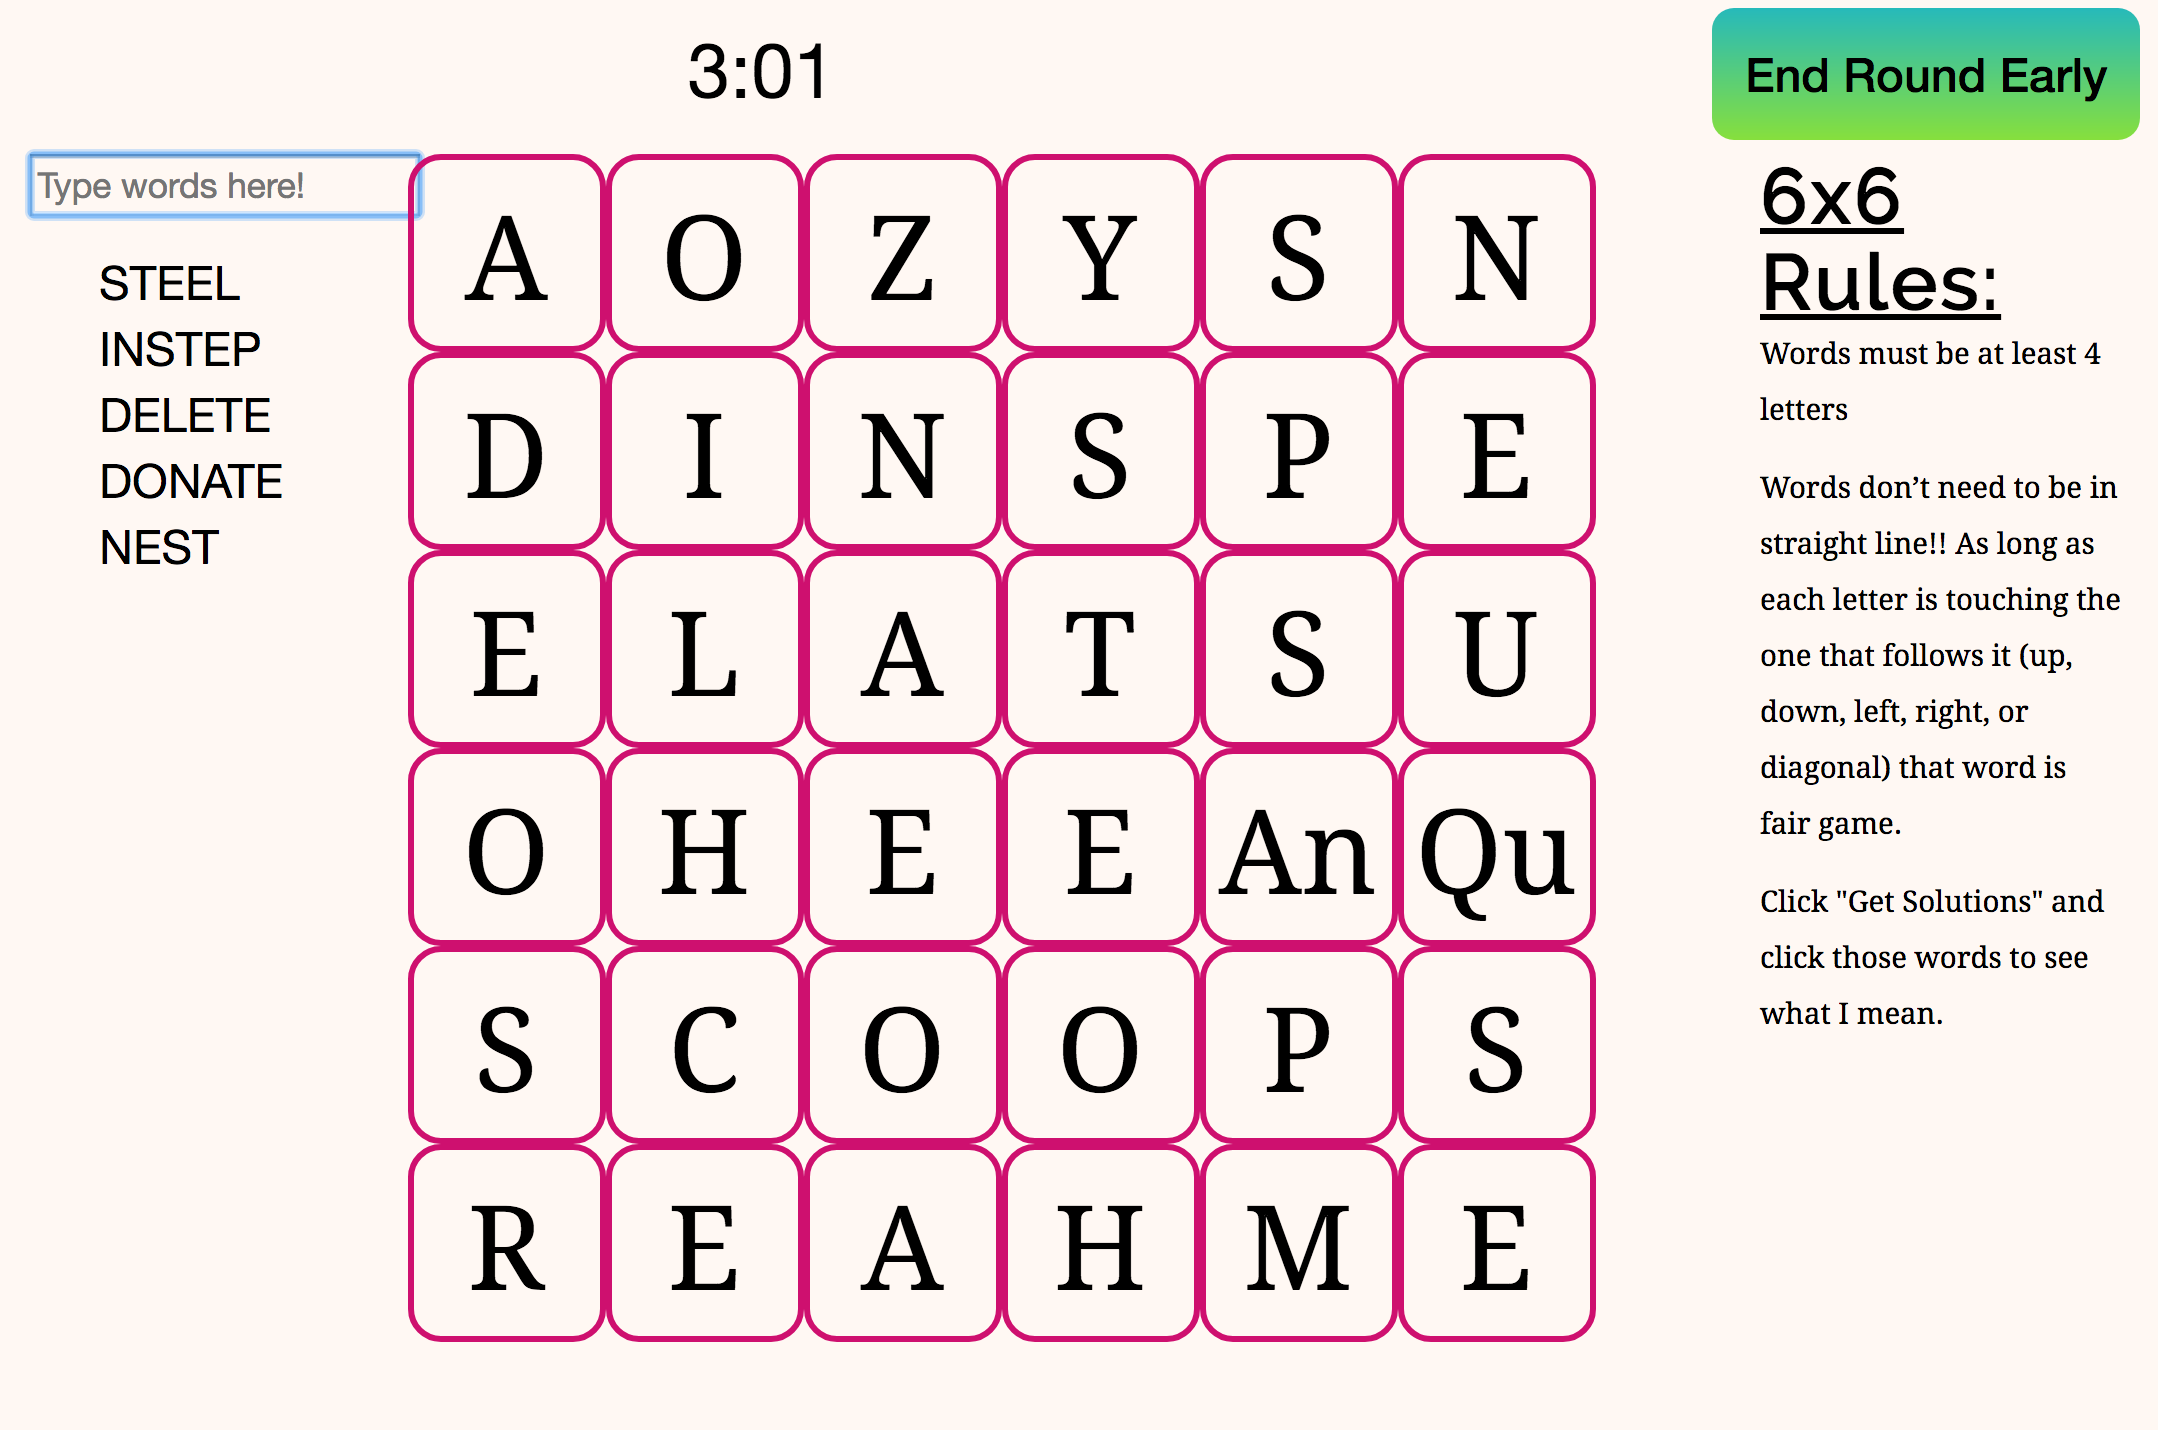 3:01
End Round Early
Type words here!
STEEL
INSTEP
DELETE
DONATE
NEST
A O Z Y S N
D I N S P E
E L A T S U
O H E E An Qu
S C O O P S
R E A H M E
6x6
Rules:
Words must be at least 4
letters
Words don’t need to be in
straight line!! As long as
each letter is touching the
one that follows it (up,
down, left, right, or
diagonal) that word is
fair game.
Click "Get Solutions" and
click those words to see
what I mean.